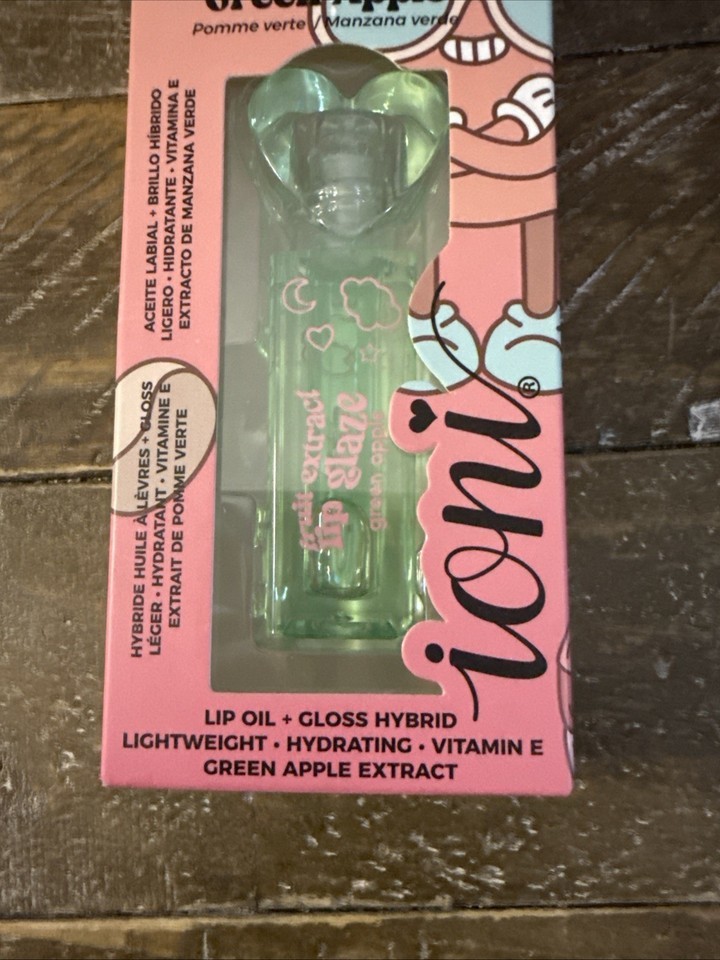 Green Apple
Pomme verte / Manzana verde
ACEITE LABIAL + BRILLO HÍBRIDO
LIGERO • HIDRATANTE • VITAMINA E
EXTRACTO DE MANZANA VERDE
HYBRIDE HUILE À LÈVRES + GLOSS
LÉGER • HYDRATANT • VITAMINE E
EXTRAIT DE POMME VERTE
fruit extract
lip glaze
green apple
ioni®
LIP OIL + GLOSS HYBRID
LIGHTWEIGHT • HYDRATING • VITAMIN E
GREEN APPLE EXTRACT